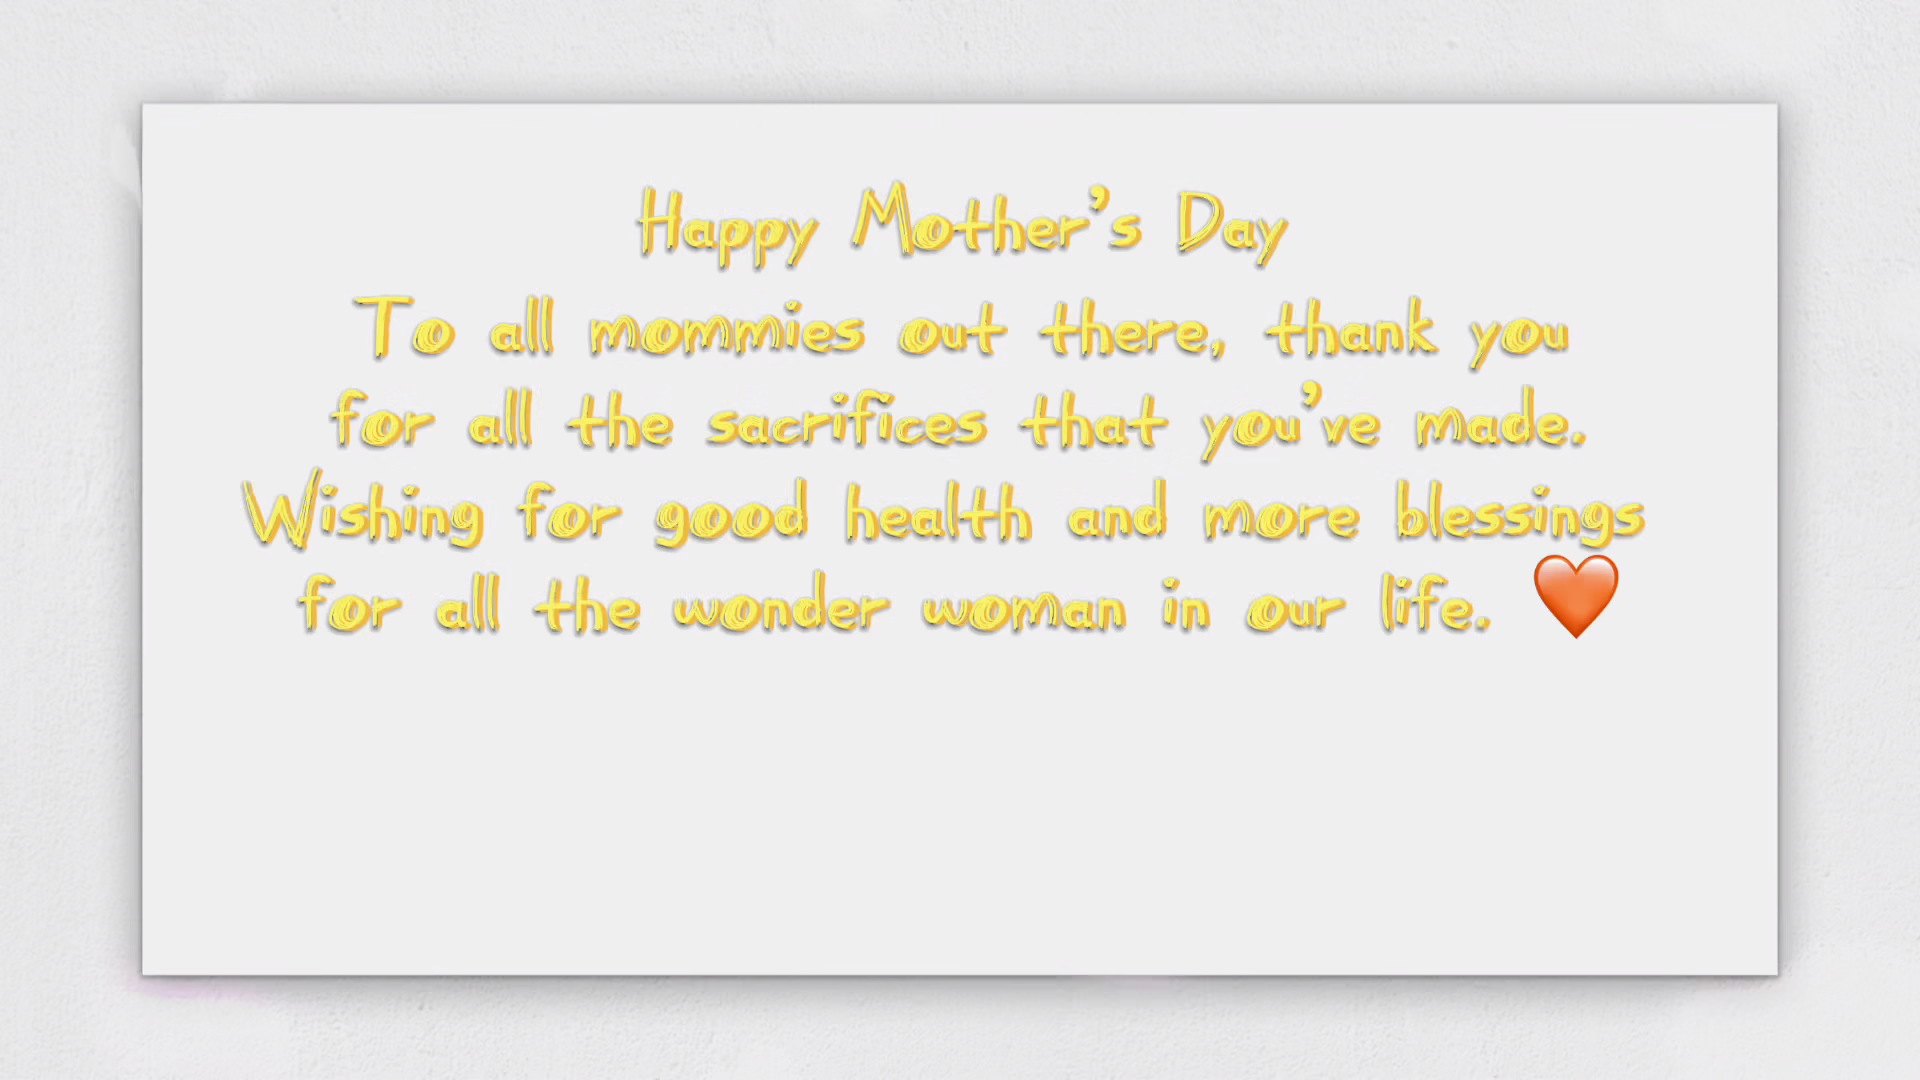 Happy Mother's Day
To all mommies out there, thank you
for all the sacrifices that you've made.
Wishing for good health and more blessings
for all the wonder woman in our life. 🧡